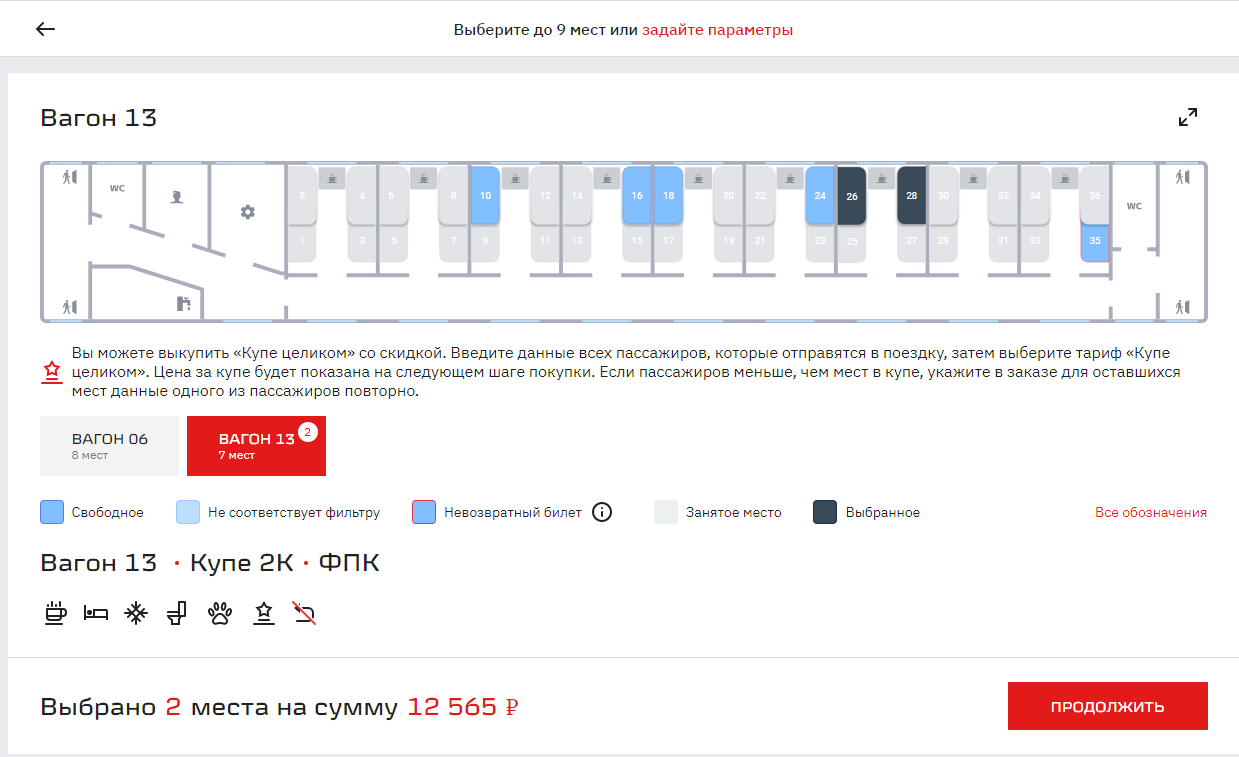 Выберите до 9 мест или задайте параметры
Вагон 13
WC
2 4 6 8 10 12 14 16 18 20 22 24 26 28 30 32 34 36
WC
1 3 5 7 9 11 13 15 17 19 21 23 25 27 29 31 33 35
Вы можете выкупить «Купе целиком» со скидкой. Введите данные всех пассажиров, которые отправятся в поездку, затем выберите тариф «Купе
целиком». Цена за купе будет показана на следующем шаге покупки. Если пассажиров меньше, чем мест в купе, укажите в заказе для оставшихся
мест данные одного из пассажиров повторно.
ВАГОН 06
8 мест
ВАГОН 13 2
7 мест
Свободное Не соответствует фильтру Невозвратный билет Занятое место Выбранное Все обозначения
Вагон 13 • Купе 2К • ФПК
Выбрано 2 места на сумму 12 565 ₽
ПРОДОЛЖИТЬ